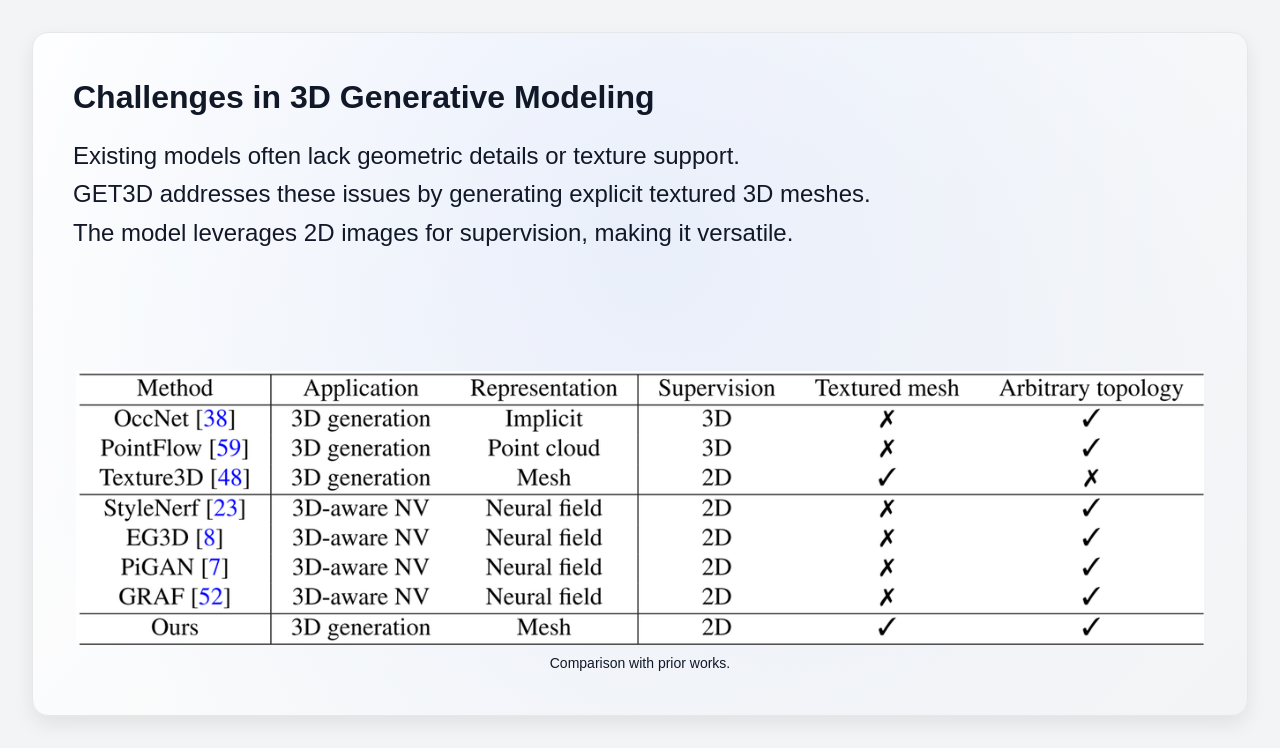 Challenges in 3D Generative Modeling
Existing models often lack geometric details or texture support.
GET3D addresses these issues by generating explicit textured 3D meshes.
The model leverages 2D images for supervision, making it versatile.
Method Application Representation Supervision Textured mesh Arbitrary topology
OccNet [38] 3D generation Implicit 3D ✗ ✓
PointFlow [59] 3D generation Point cloud 3D ✗ ✓
Texture3D [48] 3D generation Mesh 2D ✓ ✗
StyleNerf [23] 3D-aware NV Neural field 2D ✗ ✓
EG3D [8] 3D-aware NV Neural field 2D ✗ ✓
PiGAN [7] 3D-aware NV Neural field 2D ✗ ✓
GRAF [52] 3D-aware NV Neural field 2D ✗ ✓
Ours 3D generation Mesh 2D ✓ ✓
Comparison with prior works.